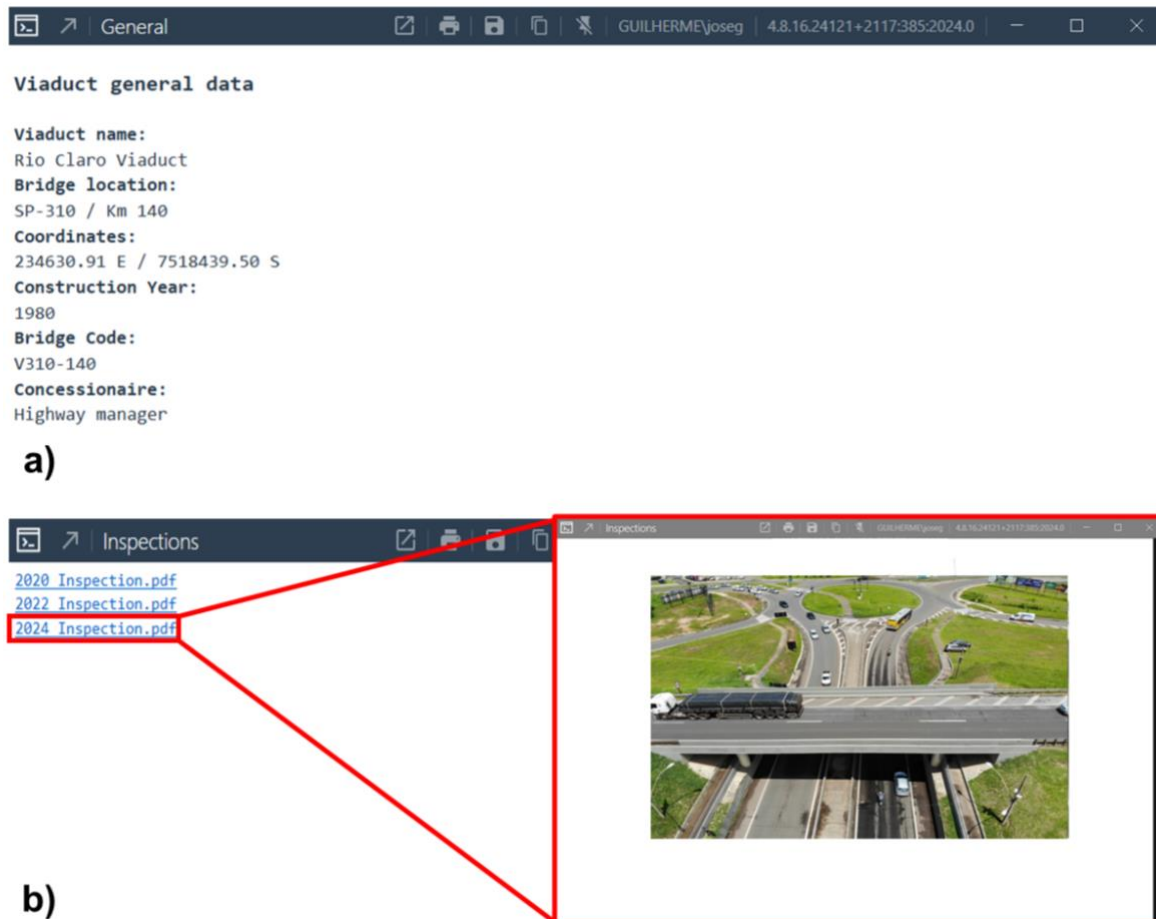 General
GUILHERME\joseg
4.8.16.24121+2117:385:2024.0
Viaduct general data
Viaduct name:
Rio Claro Viaduct
Bridge location:
SP-310 / Km 140
Coordinates:
234630.91 E / 7518439.50 S
Construction Year:
1980
Bridge Code:
V310-140
Concessionaire:
Highway manager
a)
Inspections
2020 Inspection.pdf
2022 Inspection.pdf
2024 Inspection.pdf
Inspections
GUILHERME\joseg
4.8.16.24121+2117:385:2024.0
b)